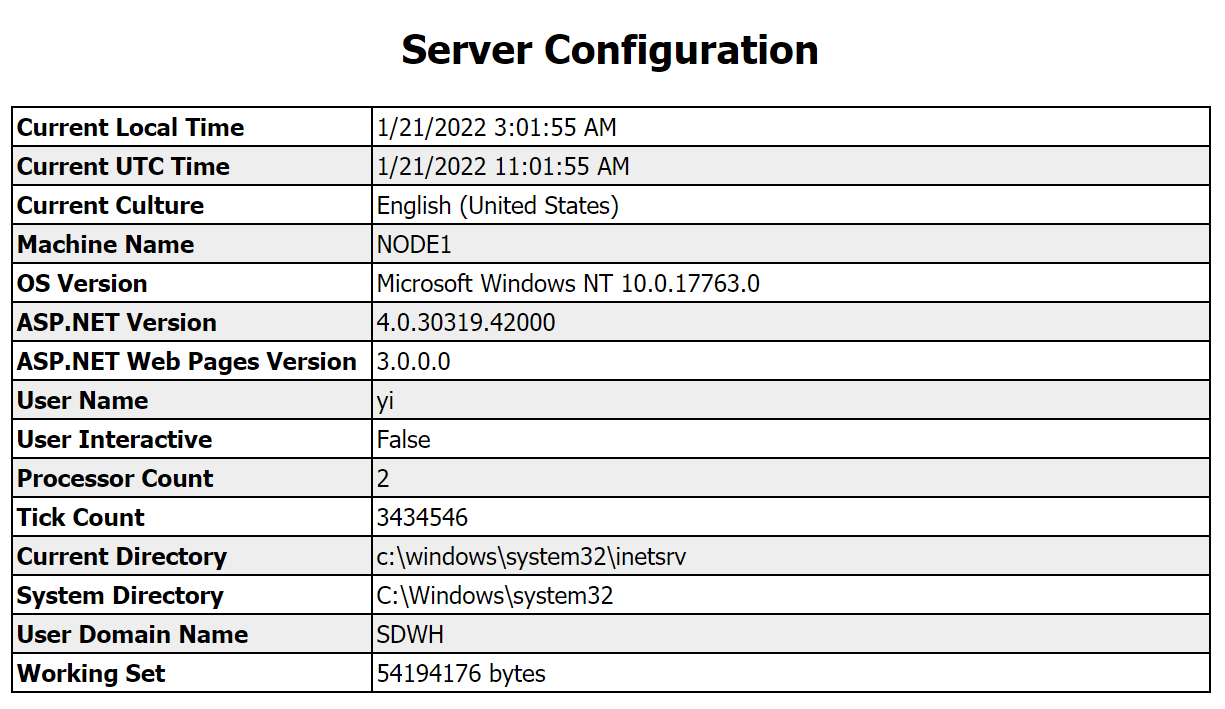 Server Configuration
Current Local Time 1/21/2022 3:01:55 AM
Current UTC Time 1/21/2022 11:01:55 AM
Current Culture English (United States)
Machine Name NODE1
OS Version Microsoft Windows NT 10.0.17763.0
ASP.NET Version 4.0.30319.42000
ASP.NET Web Pages Version 3.0.0.0
User Name yi
User Interactive False
Processor Count 2
Tick Count 3434546
Current Directory c:\windows\system32\inetsrv
System Directory C:\Windows\system32
User Domain Name SDWH
Working Set 54194176 bytes